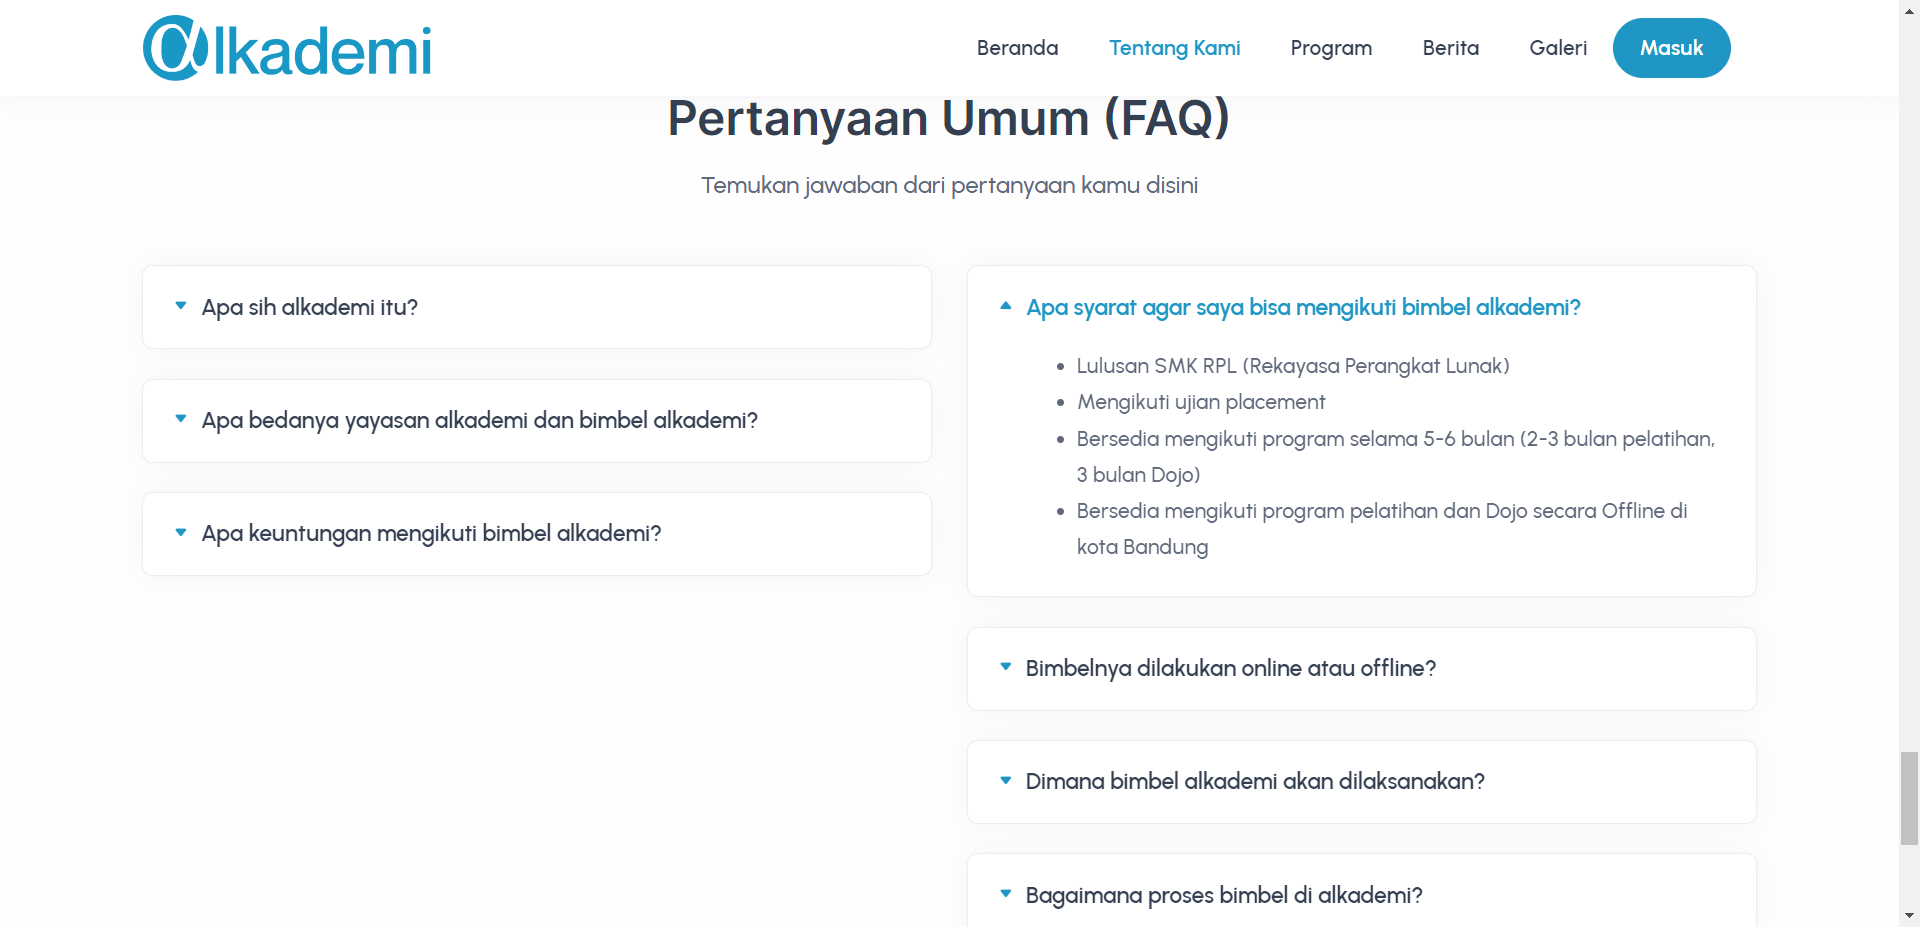 @lkademi
Beranda
Tentang Kami
Program
Berita
Galeri
Masuk
Pertanyaan Umum (FAQ)
Temukan jawaban dari pertanyaan kamu disini
Apa sih alkademi itu?
Apa bedanya yayasan alkademi dan bimbel alkademi?
Apa keuntungan mengikuti bimbel alkademi?
Apa syarat agar saya bisa mengikuti bimbel alkademi?
• Lulusan SMK RPL (Rekayasa Perangkat Lunak)
• Mengikuti ujian placement
• Bersedia mengikuti program selama 5-6 bulan (2-3 bulan pelatihan,
3 bulan Dojo)
• Bersedia mengikuti program pelatihan dan Dojo secara Offline di
kota Bandung
Bimbelnya dilakukan online atau offline?
Dimana bimbel alkademi akan dilaksanakan?
Bagaimana proses bimbel di alkademi?